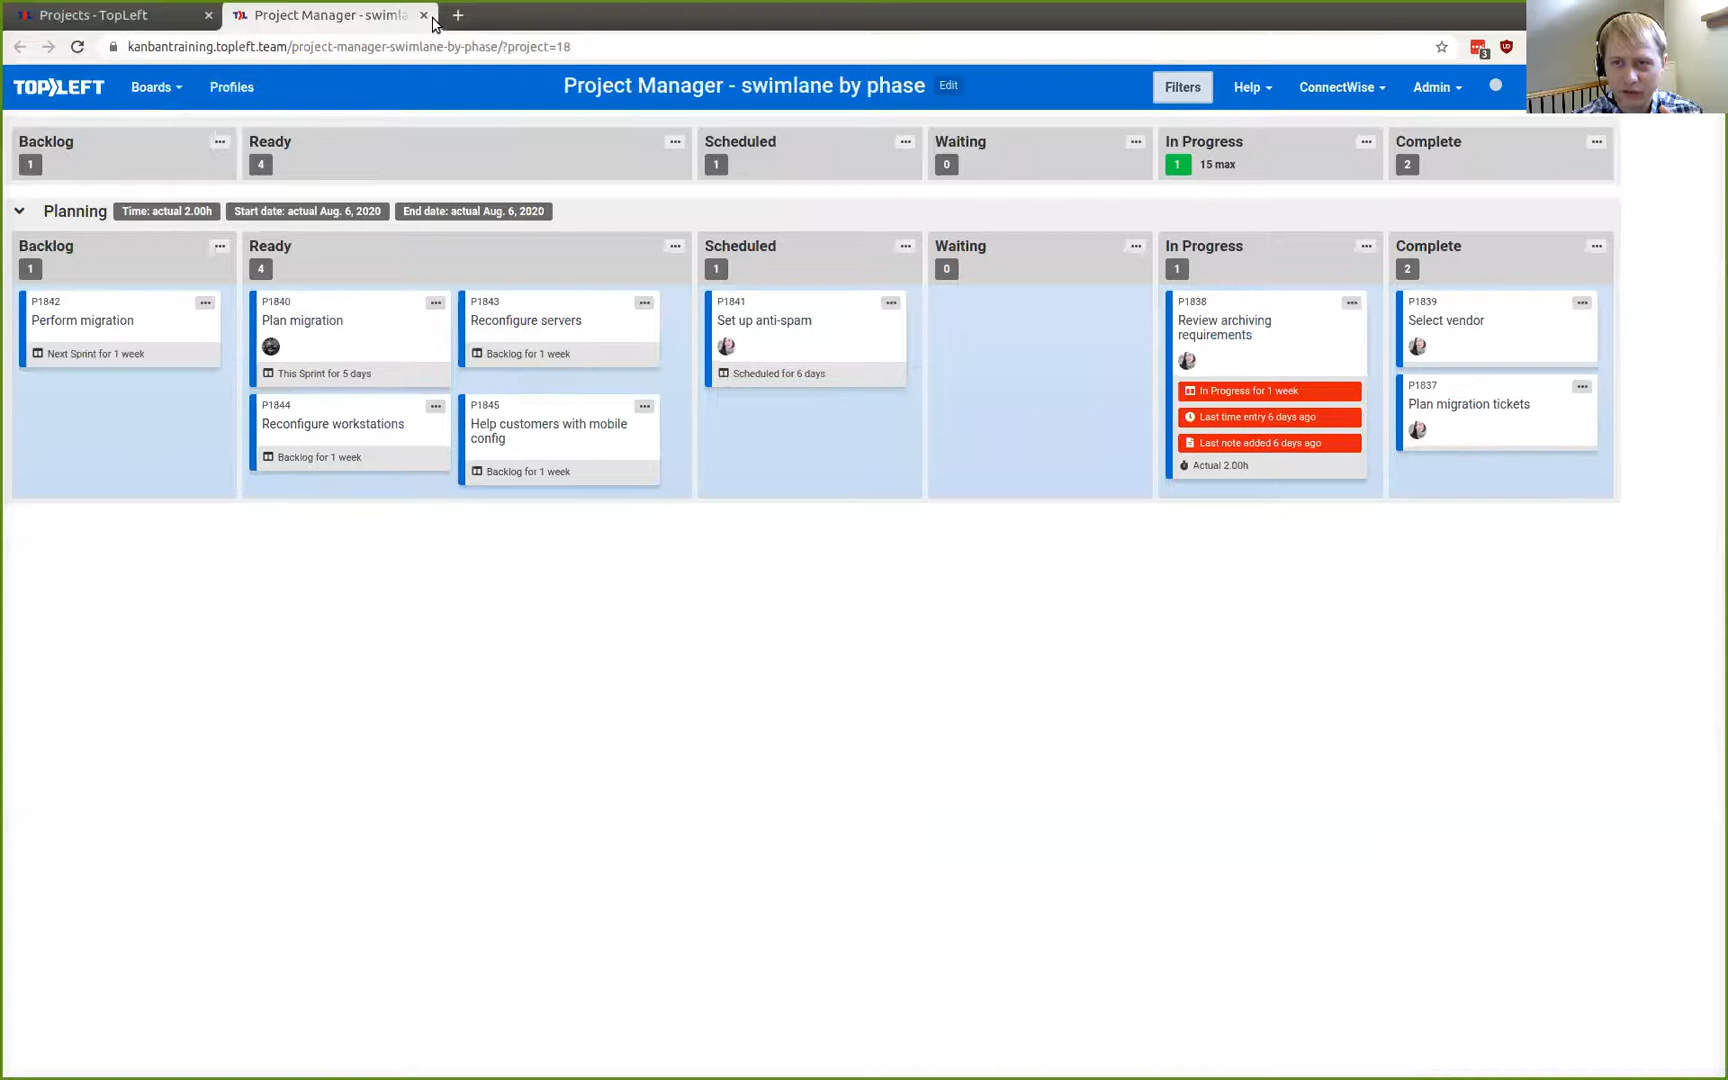 Projects - TopLeft
Project Manager - swimla
kanbantraining.topleft.team/project-manager-swimlane-by-phase/?project=18
3
TOP LEFT
Boards
Profiles
Project Manager - swimlane by phase
Edit
Filters
Help
ConnectWise
Admin
Backlog
1
Ready
4
Scheduled
1
Waiting
0
In Progress
1 15 max
Complete
2
Planning
Time: actual 2.00h
Start date: actual Aug. 6, 2020
End date: actual Aug. 6, 2020
Backlog
1
P1842
Perform migration
Next Sprint for 1 week
Ready
4
P1840
Plan migration
This Sprint for 5 days
P1843
Reconfigure servers
Backlog for 1 week
P1844
Reconfigure workstations
Backlog for 1 week
P1845
Help customers with mobile
config
Backlog for 1 week
Scheduled
1
P1841
Set up anti-spam
Scheduled for 6 days
Waiting
0
In Progress
1
P1838
Review archiving
requirements
In Progress for 1 week
Last time entry 6 days ago
Last note added 6 days ago
Actual 2.00h
Complete
2
P1839
Select vendor
P1837
Plan migration tickets